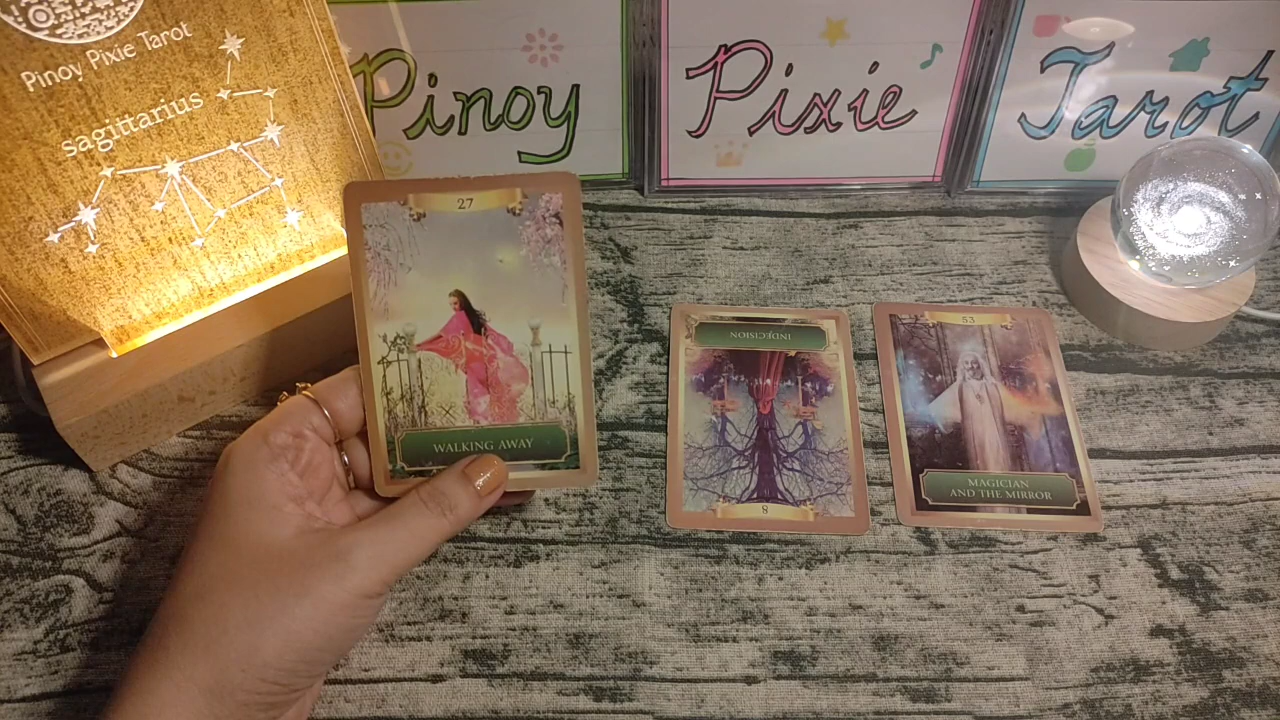 Pinoy Pixie Tarot
sagittarius
Pinoy
Pixie
Tarot
27
WALKING AWAY
INDECISION
8
53
MAGICIAN
AND THE MIRROR